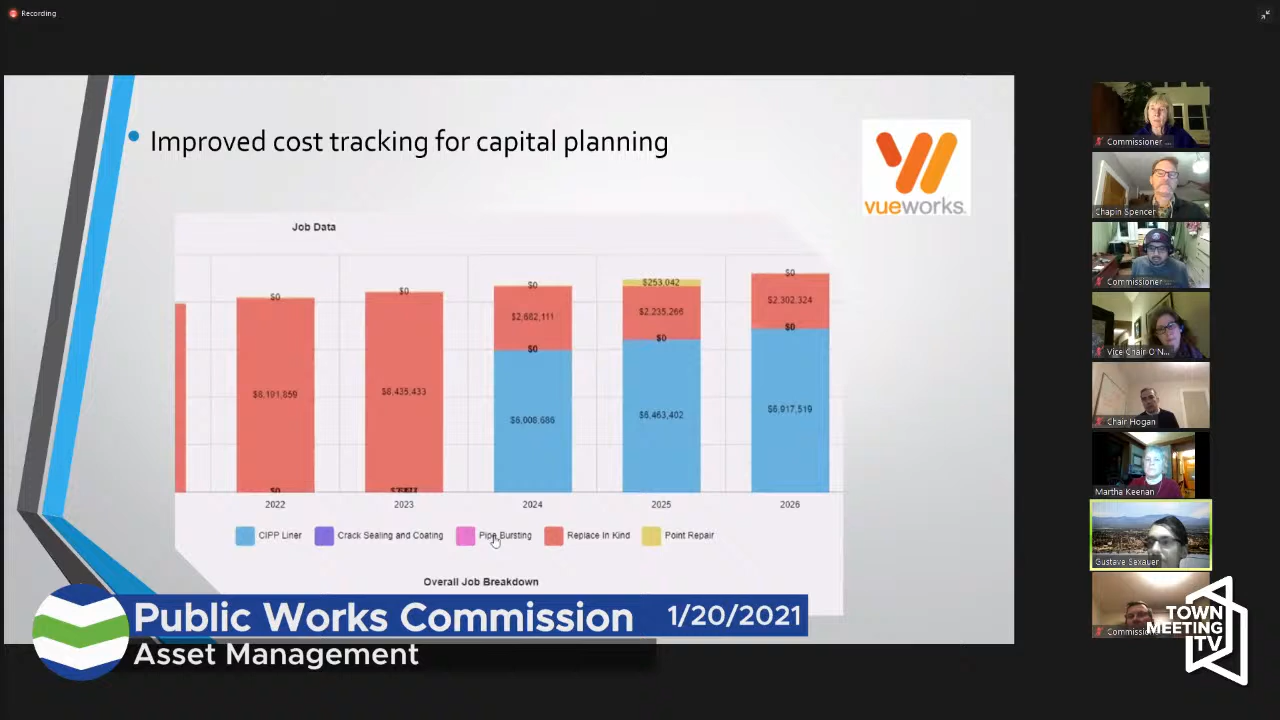 Recording
Improved cost tracking for capital planning
vueworks.
Job Data
$0
$8,191,859
$0
2022
$0
$8,435,433
2023
$0
$2,682,111
$0
$6,008,686
2024
$253,042
$2,235,266
$0
$6,463,402
2025
$0
$2,302,324
$0
$6,917,519
2026
CIPP Liner
Crack Sealing and Coating
Pipe Bursting
Replace In Kind
Point Repair
Overall Job Breakdown
Public Works Commission
1/20/2021
Asset Management
Commissioner ...
Chapin Spencer
Commissioner ...
Vice Chair O'N...
Chair Hogan
Martha Keenan
Gustave Sexauer
TOWN
MEETING
TV